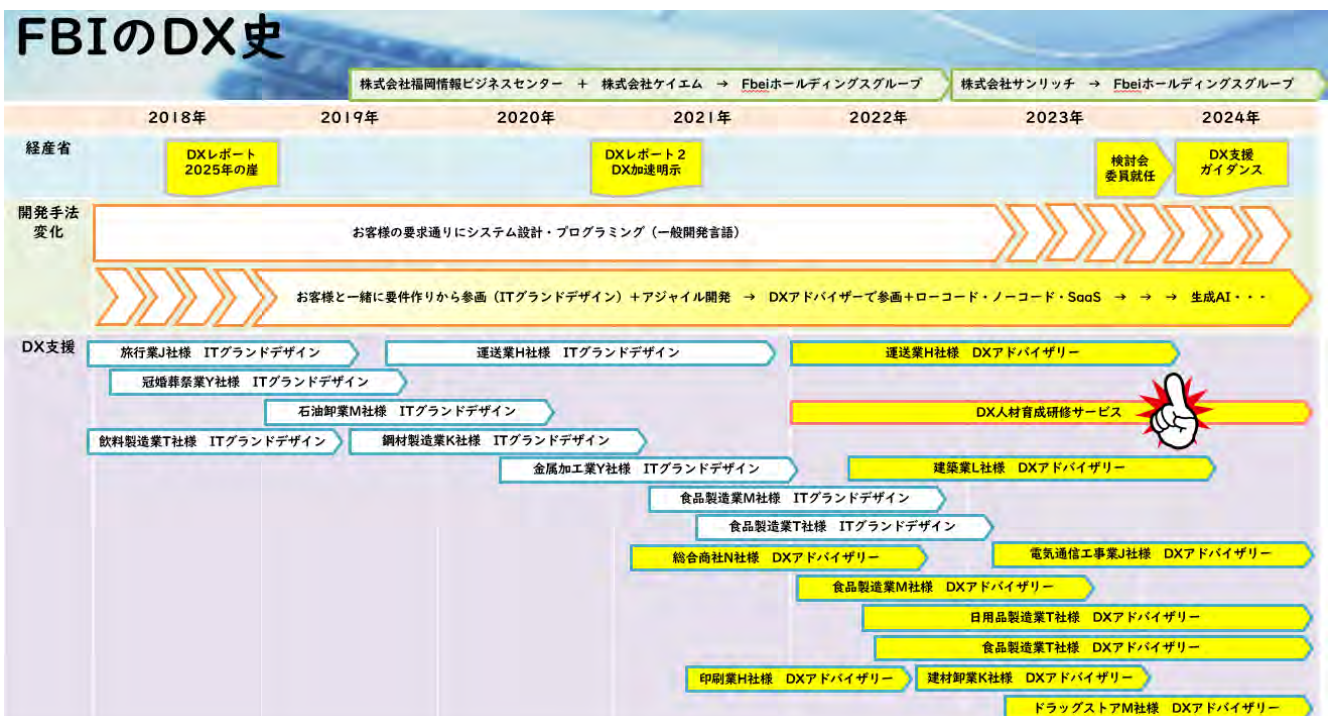 FBIのDX史
株式会社福岡情報ビジネスセンター + 株式会社ケイエム → Fbeiホールディングスグループ
株式会社サンリッチ → Fbeiホールディングスグループ
2018年 2019年 2020年 2021年 2022年 2023年 2024年
経産省
DXレポート
2025年の崖
DXレポート2
DX加速明示
検討会
委員就任
DX支援
ガイダンス
開発手法
変化
お客様の要求通りにシステム設計・プログラミング（一般開発言語）
お客様と一緒に要件作りから参画（ITグランドデザイン）＋アジャイル開発 → DXアドバイザーで参画＋ローコード・ノーコード・SaaS → → → 生成AI・・・
DX支援
旅行業J社様 ITグランドデザイン
運送業H社様 ITグランドデザイン
運送業H社様 DXアドバイザリー
冠婚葬祭業Y社様 ITグランドデザイン
石油卸業M社様 ITグランドデザイン
DX人材育成研修サービス
飲料製造業T社様 ITグランドデザイン
鋼材製造業K社様 ITグランドデザイン
金属加工業Y社様 ITグランドデザイン
建築業L社様 DXアドバイザリー
食品製造業M社様 ITグランドデザイン
食品製造業T社様 ITグランドデザイン
総合商社N社様 DXアドバイザリー
電気通信工事業J社様 DXアドバイザリー
食品製造業M社様 DXアドバイザリー
日用品製造業T社様 DXアドバイザリー
食品製造業T社様 DXアドバイザリー
印刷業H社様 DXアドバイザリー
建材卸業K社様 DXアドバイザリー
ドラッグストアM社様 DXアドバイザリー